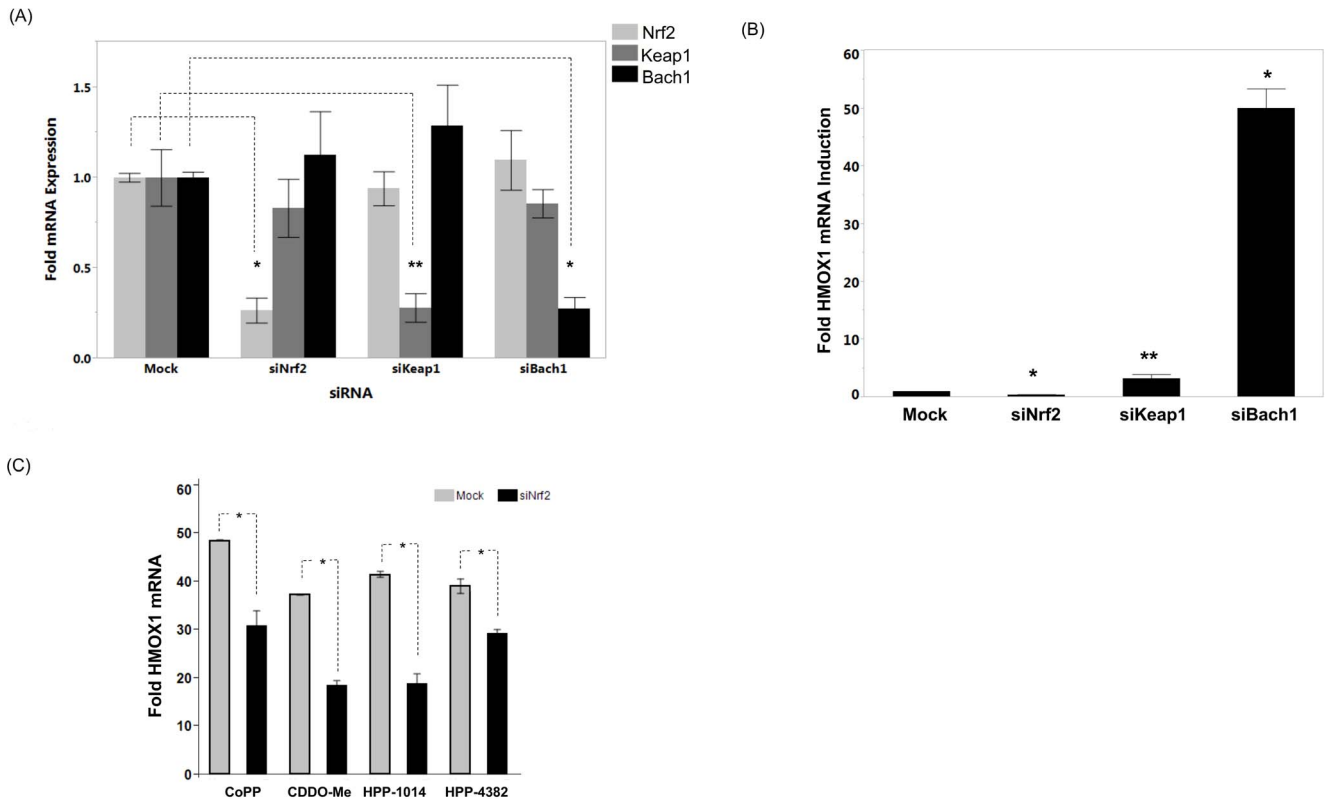 (A)
Nrf2
Keap1
Bach1
Fold mRNA Expression
1.5
1.0
0.5
0.0
*
**
*
Mock
siNrf2
siKeap1
siBach1
siRNA
(B)
Fold HMOX1 mRNA Induction
60
50
40
30
20
10
0
*
**
*
Mock
siNrf2
siKeap1
siBach1
(C)
Fold HMOX1 mRNA
60
50
40
30
20
10
0
Mock
siNrf2
*
*
*
*
CoPP
CDDO-Me
HPP-1014
HPP-4382